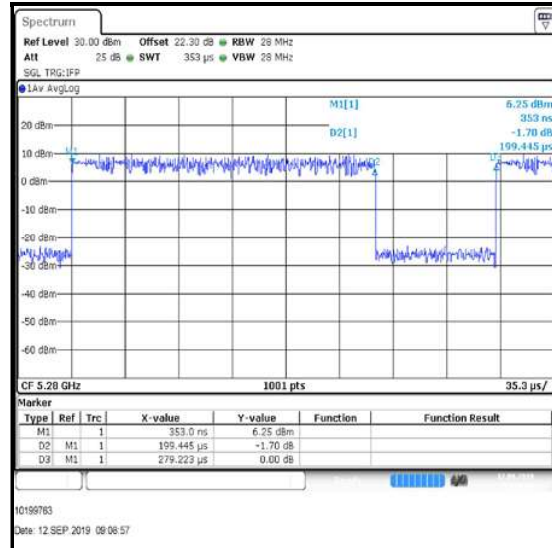 Spectrum
Ref Level 30.00 dBm Offset 22.30 dB RBW 28 MHz
Att 25 dB SWT 353 µs VBW 28 MHz
SGL TRG:IFP
1Av AvgLog
M1[1] 6.25 dBm
353 ns
D2[1] -1.70 dB
199.445 µs
20 dBm
10 dBm
M1
D2
0 dBm
-10 dBm
-20 dBm
-30 dBm
-40 dBm
-50 dBm
-60 dBm
CF 5.28 GHz 1001 pts 35.3 µs/
Marker
Type Ref Trc X-value Y-value Function Function Result
M1 1 353.0 ns 6.25 dBm
D2 M1 1 199.445 µs -1.70 dB
D3 M1 1 279.223 µs 0.00 dB
10199763
Date: 12.SEP.2019 09:08:57